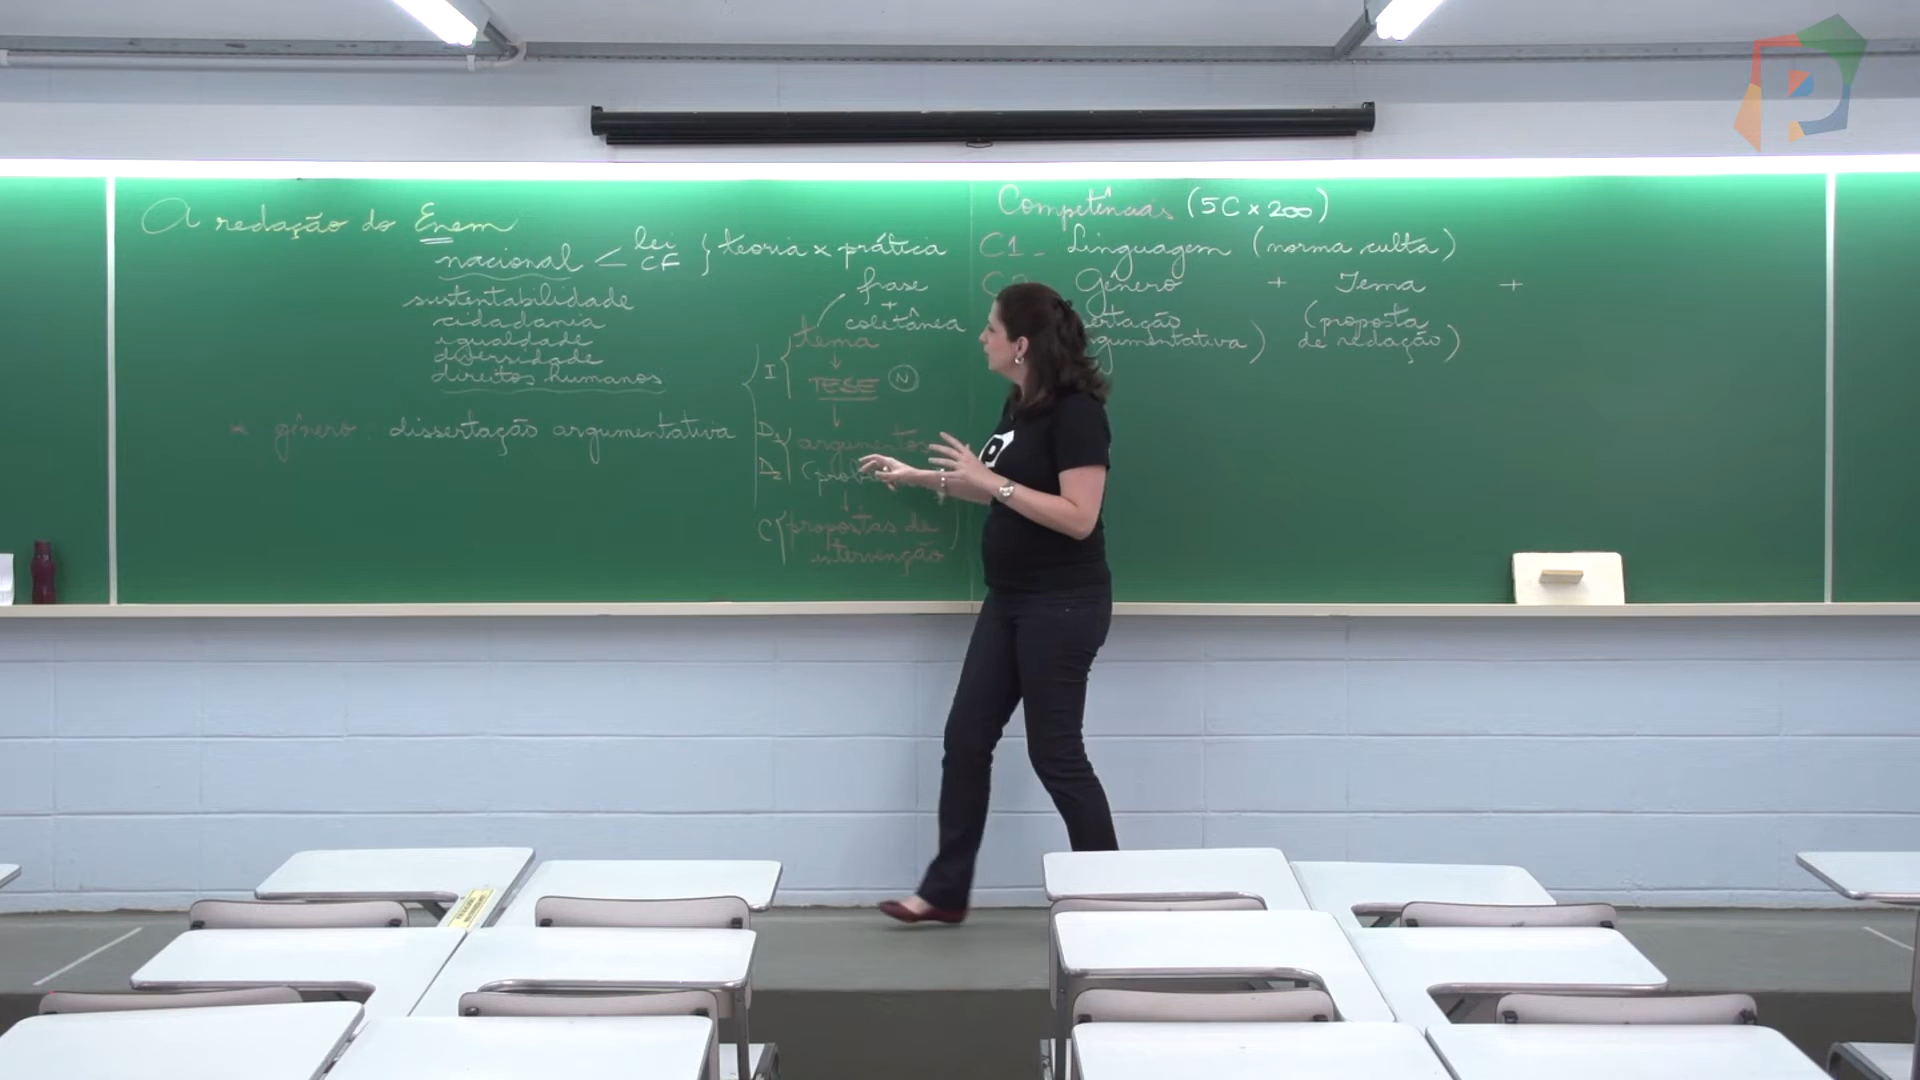 A redação do Enem
nacional < lei } teoria x prática
CF
sustentabilidade
cidadania
igualdade
diversidade
direitos humanos
* gênero: dissertação argumentativa
frase
+
coletânea
tema
I
TESE N
D1 argumentos
D2
C propostas de
intervenção
Competências (5C x 200)
C1 - Linguagem (norma culta)
Gênero + Tema +
(proposta
de redação)